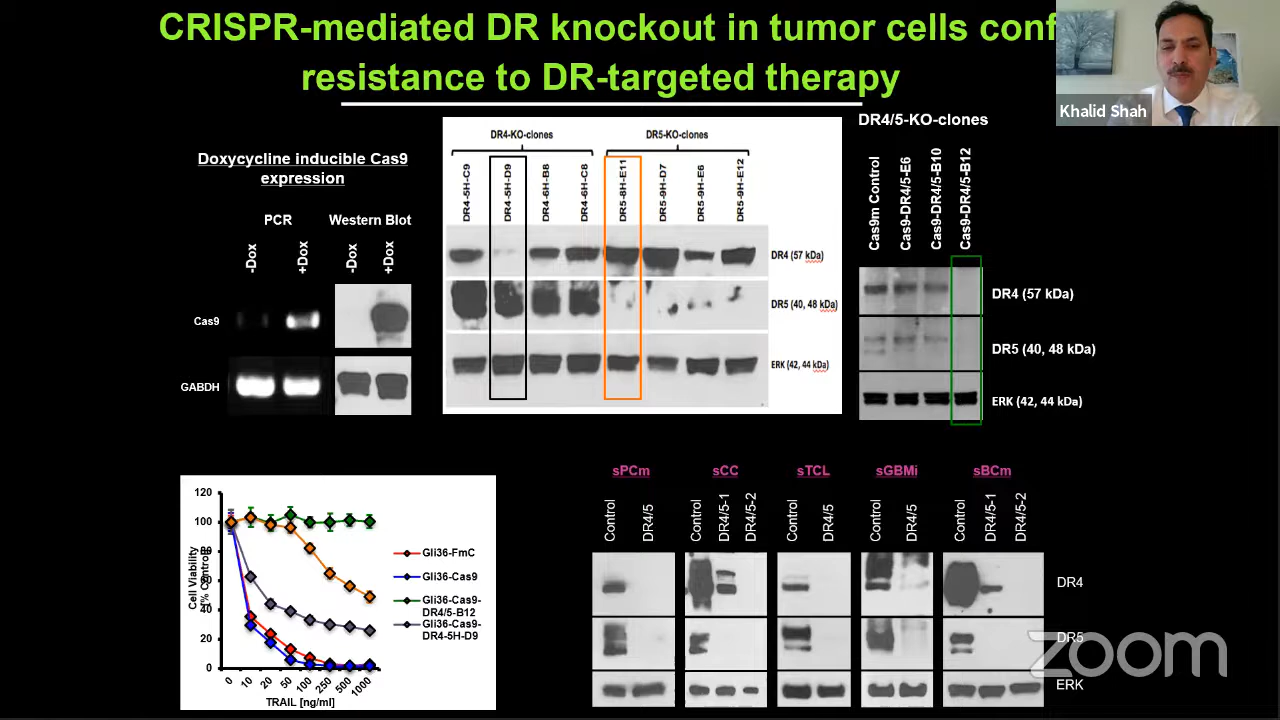 CRISPR-mediated DR knockout in tumor cells conf
resistance to DR-targeted therapy
Khalid Shah
Doxycycline inducible Cas9
expression
PCR
Western Blot
-Dox
+Dox
-Dox
+Dox
Cas9
GABDH
DR4-KO-clones
DR5-KO-clones
DR4-5H-C9
DR4-5H-D9
DR4-6H-B8
DR4-6H-C8
DR5-8H-E11
DR5-9H-D7
DR5-9H-E6
DR5-9H-E12
DR4 (57 kDa)
DR5 (40, 48 kDa)
ERK (42, 44 kDa)
DR4/5-KO-clones
Cas9m Control
Cas9-DR4/5-E6
Cas9-DR4/5-B10
Cas9-DR4/5-B12
DR4 (57 kDa)
DR5 (40, 48 kDa)
ERK (42, 44 kDa)
Cell Viability
(% Control)
120
100
80
60
40
20
0
0
10
20
50
100
250
500
1000
TRAIL [ng/ml]
Gli36-FmC
Gli36-Cas9
Gli36-Cas9-
DR4/5-B12
Gli36-Cas9-
DR4-5H-D9
sPCm
sCC
sTCL
sGBMi
sBCm
Control
DR4/5
Control
DR4/5-1
DR4/5-2
Control
DR4/5
Control
DR4/5
Control
DR4/5-1
DR4/5-2
DR4
DR5
ERK
zoom